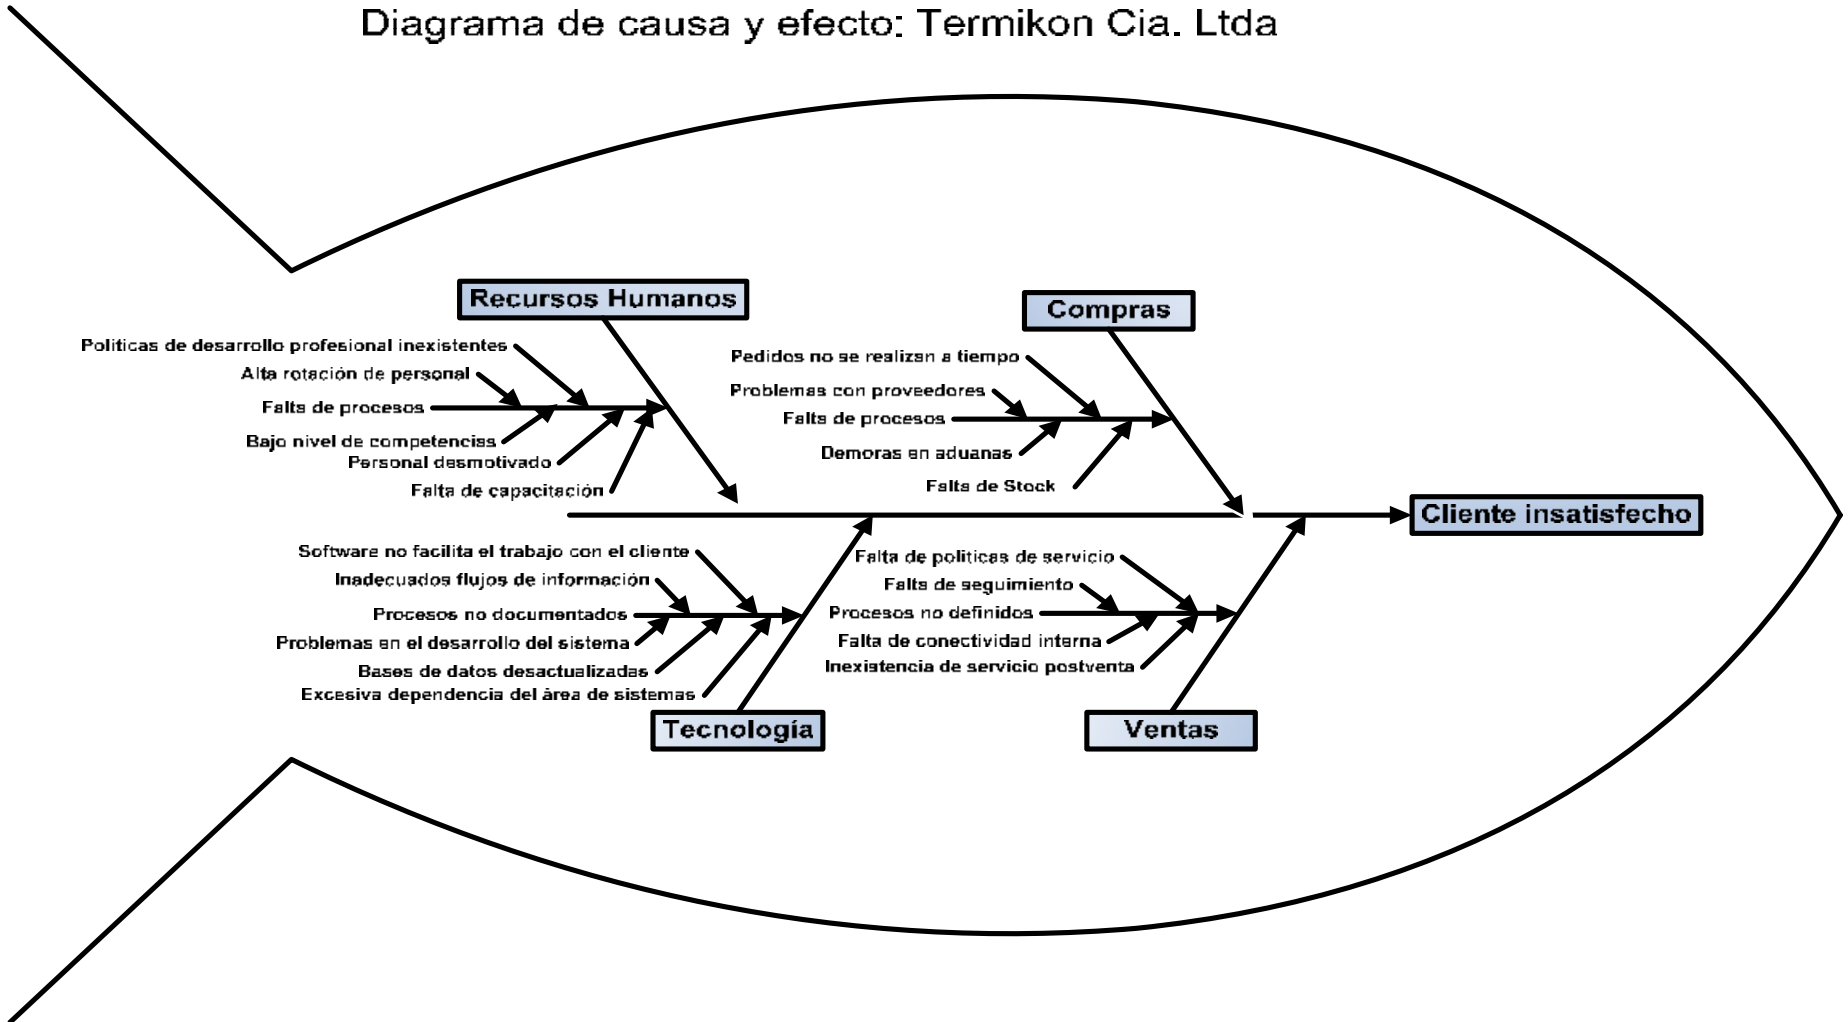 Diagrama de causa y efecto: Termikon Cia. Ltda
Recursos Humanos
Políticas de desarrollo profesional inexistentes
Alta rotación de personal
Falta de procesos
Bajo nivel de competencias
Personal desmotivado
Falta de capacitación
Compras
Pedidos no se realizan a tiempo
Problemas con proveedores
Falta de procesos
Demoras en aduanas
Falta de Stock
Cliente insatisfecho
Software no facilita el trabajo con el cliente
Inadecuados flujos de información
Procesos no documentados
Problemas en el desarrollo del sistema
Bases de datos desactualizadas
Excesiva dependencia del área de sistemas
Tecnología
Falta de políticas de servicio
Falta de seguimiento
Procesos no definidos
Falta de conectividad interna
Inexistencia de servicio postventa
Ventas